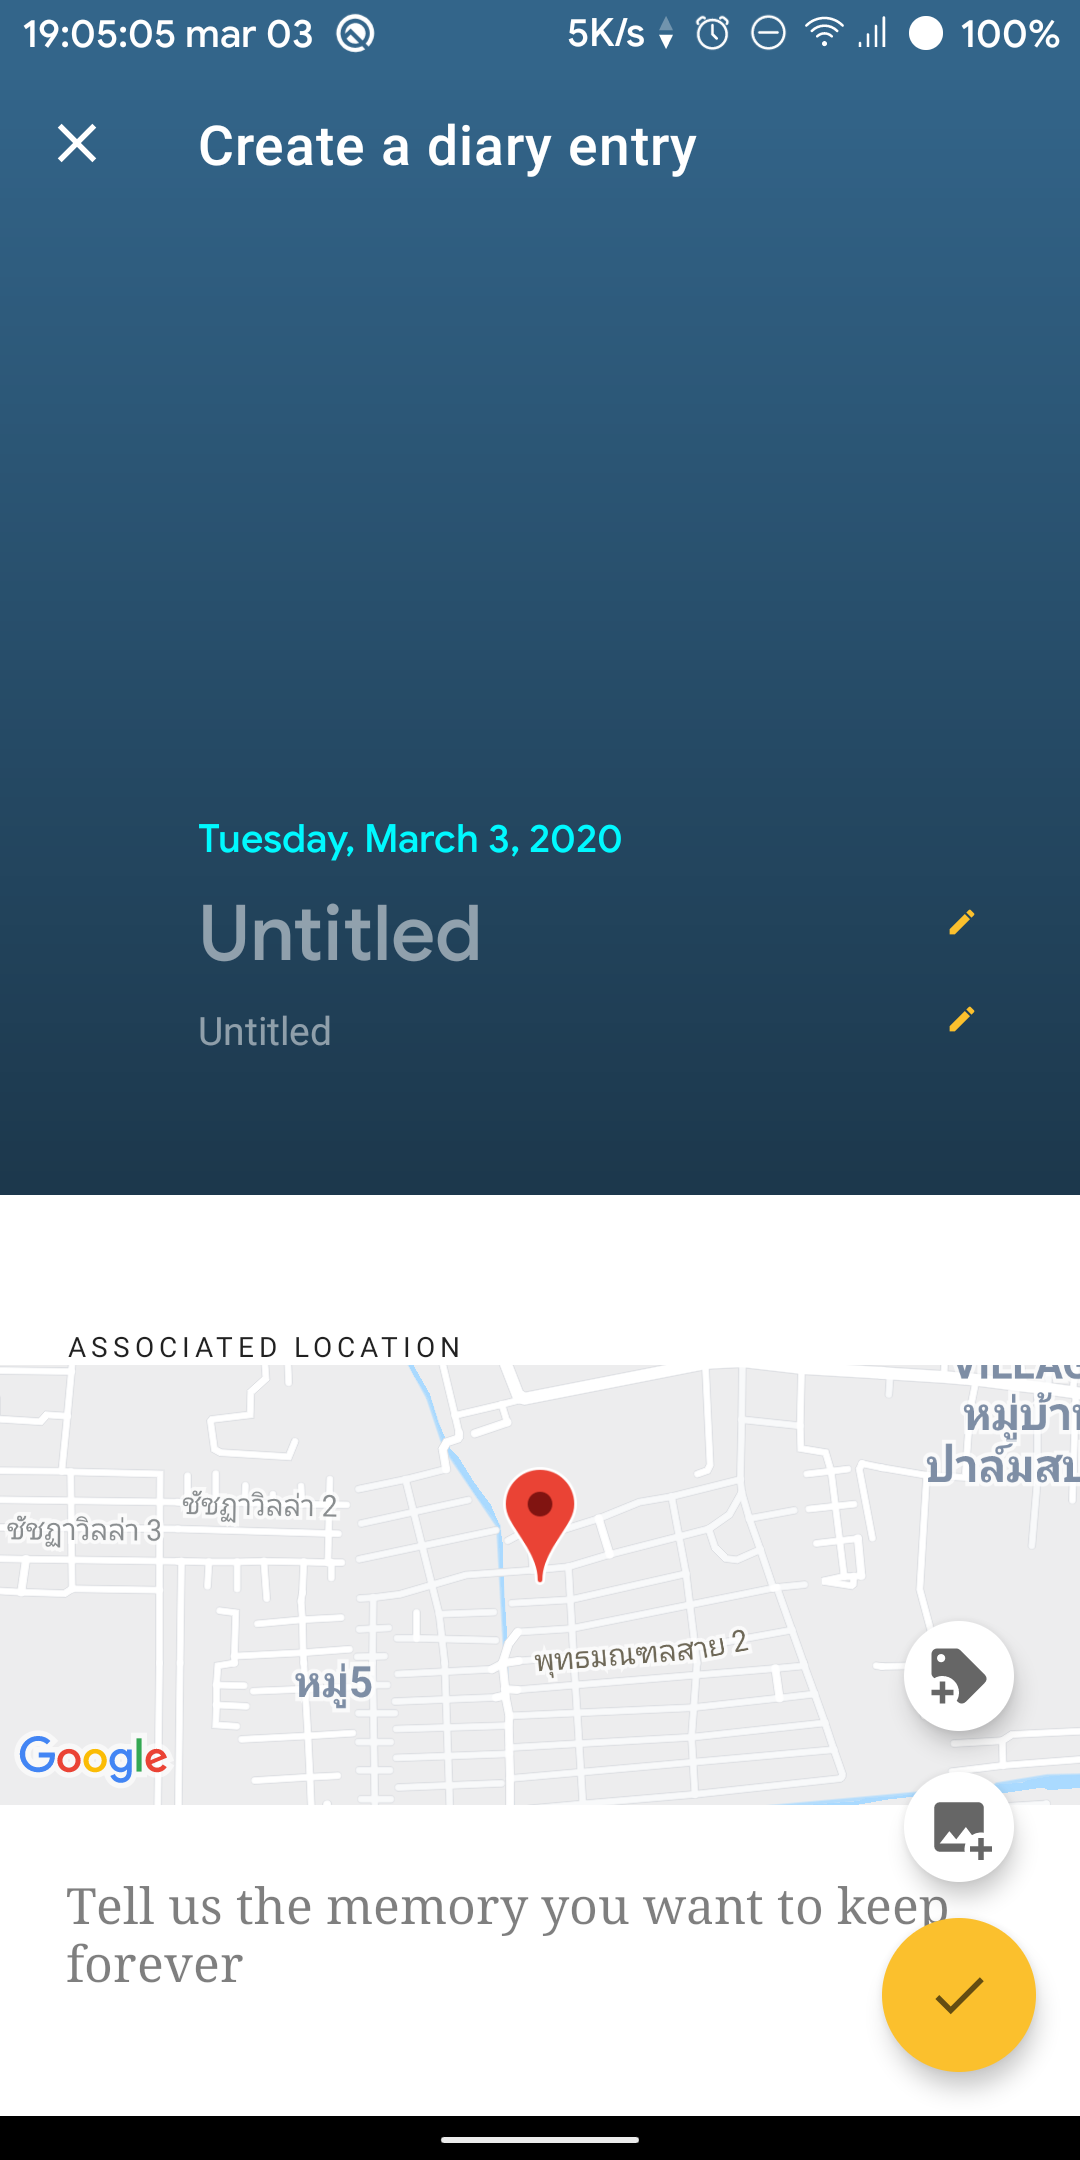 19:05:05 mar 03 5K/s 100%
Create a diary entry
Tuesday, March 3, 2020
Untitled
Untitled
ASSOCIATED LOCATION
หมู่บ้า
ปาล์มสบ
ชัชฎาวิลล่า 2
ชัชฎาวิลล่า 3
พุทธมณฑลสาย 2
หมู่5
Google
Tell us the memory you want to keep
forever